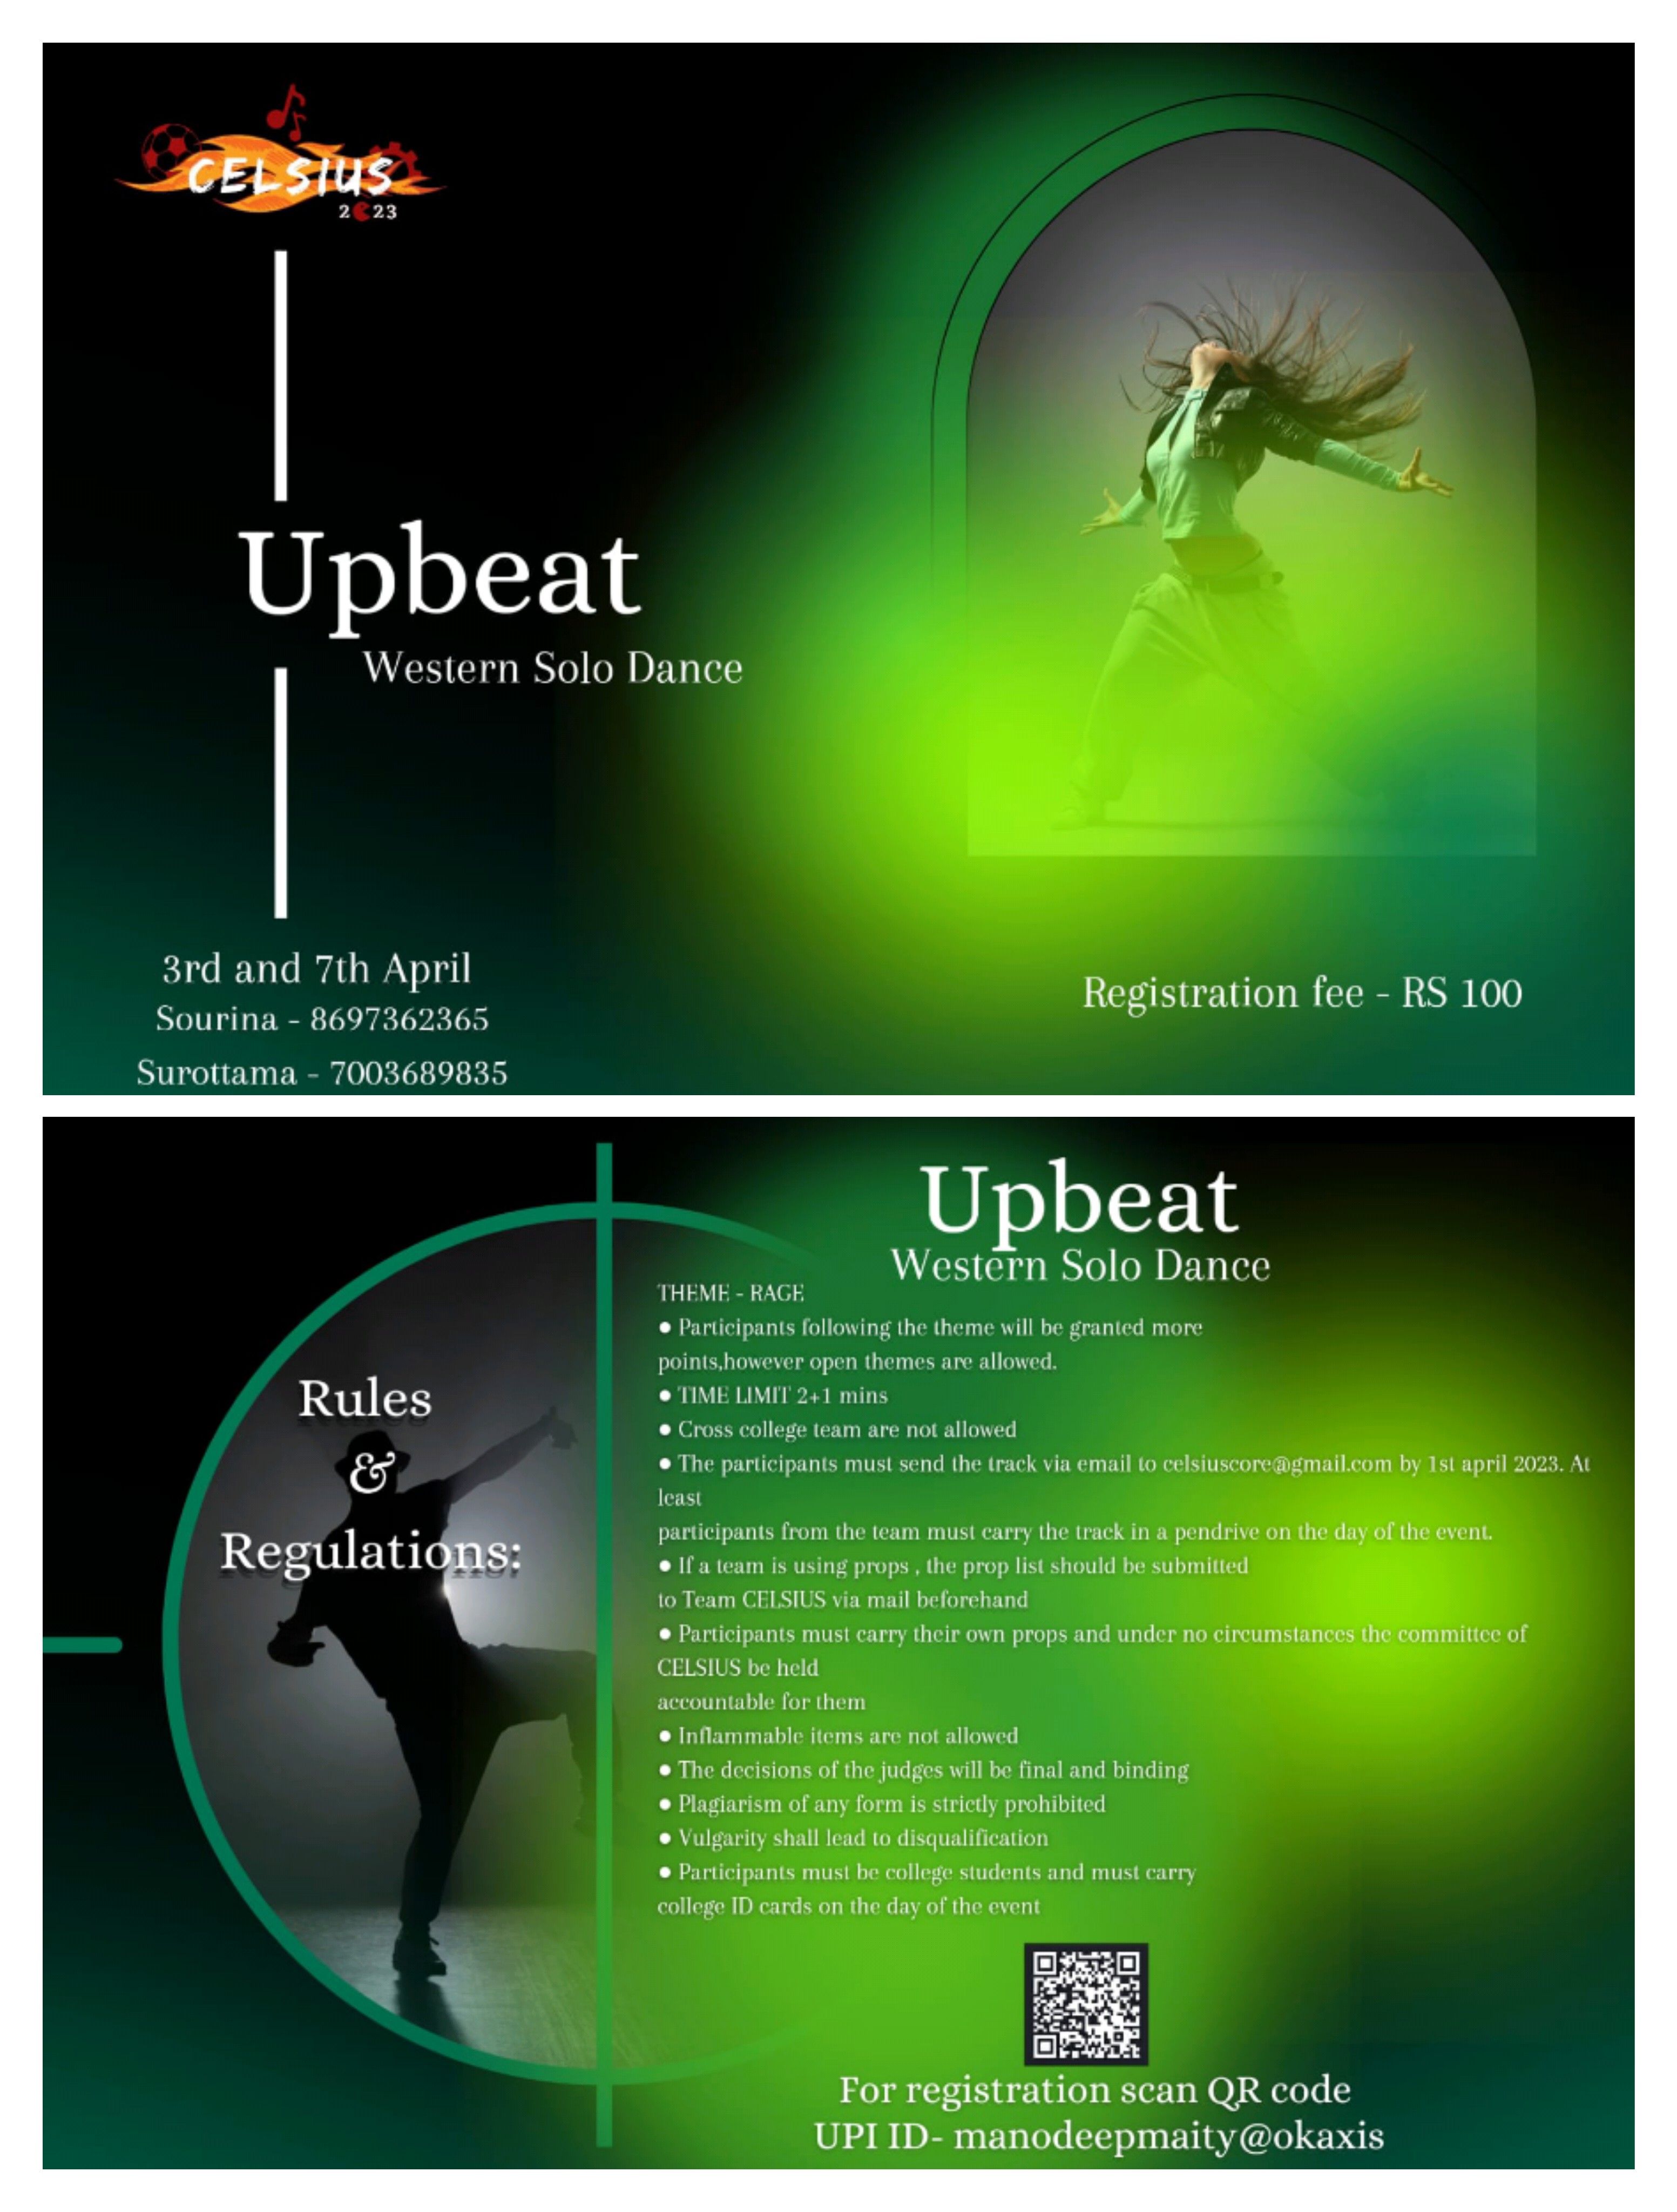 CELSIUS
2023
Upbeat
Western Solo Dance
3rd and 7th April
Sourina - 8697362365
Surottama - 7003689835
Registration fee - RS 100
Rules
&
Regulations:
Upbeat
Western Solo Dance
THEME - RAGE
● Participants following the theme will be granted more
points,however open themes are allowed.
● TIME LIMIT 2+1 mins
● Cross college team are not allowed
● The participants must send the track via email to celsiuscore@gmail.com by 1st april 2023. At
least
participants from the team must carry the track in a pendrive on the day of the event.
● If a team is using props , the prop list should be submitted
to Team CELSIUS via mail beforehand
● Participants must carry their own props and under no circumstances the committee of
CELSIUS be held
accountable for them
● Inflammable items are not allowed
● The decisions of the judges will be final and binding
● Plagiarism of any form is strictly prohibited
● Vulgarity shall lead to disqualification
● Participants must be college students and must carry
college ID cards on the day of the event
For registration scan QR code
UPI ID- manodeepmaity@okaxis